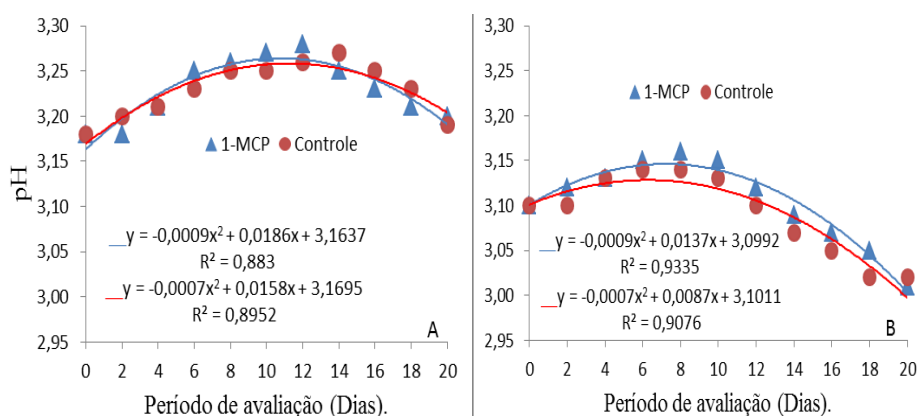 pH
3,30
3,25
3,20
3,15
3,10
3,05
3,00
2,95
1-MCP Controle
y = -0,0009x² + 0,0186x + 3,1637
R² = 0,883
y = -0,0007x² + 0,0158x + 3,1695
R² = 0,8952
A
0 2 4 6 8 10 12 14 16 18 20
Período de avaliação (Dias).
3,30
3,25
3,20
3,15
3,10
3,05
3,00
2,95
1-MCP Controle
y = -0,0009x² + 0,0137x + 3,0992
R² = 0,9335
y = -0,0007x² + 0,0087x + 3,1011
R² = 0,9076
B
0 2 4 6 8 10 12 14 16 18 20
Período de avaliação (Dias).